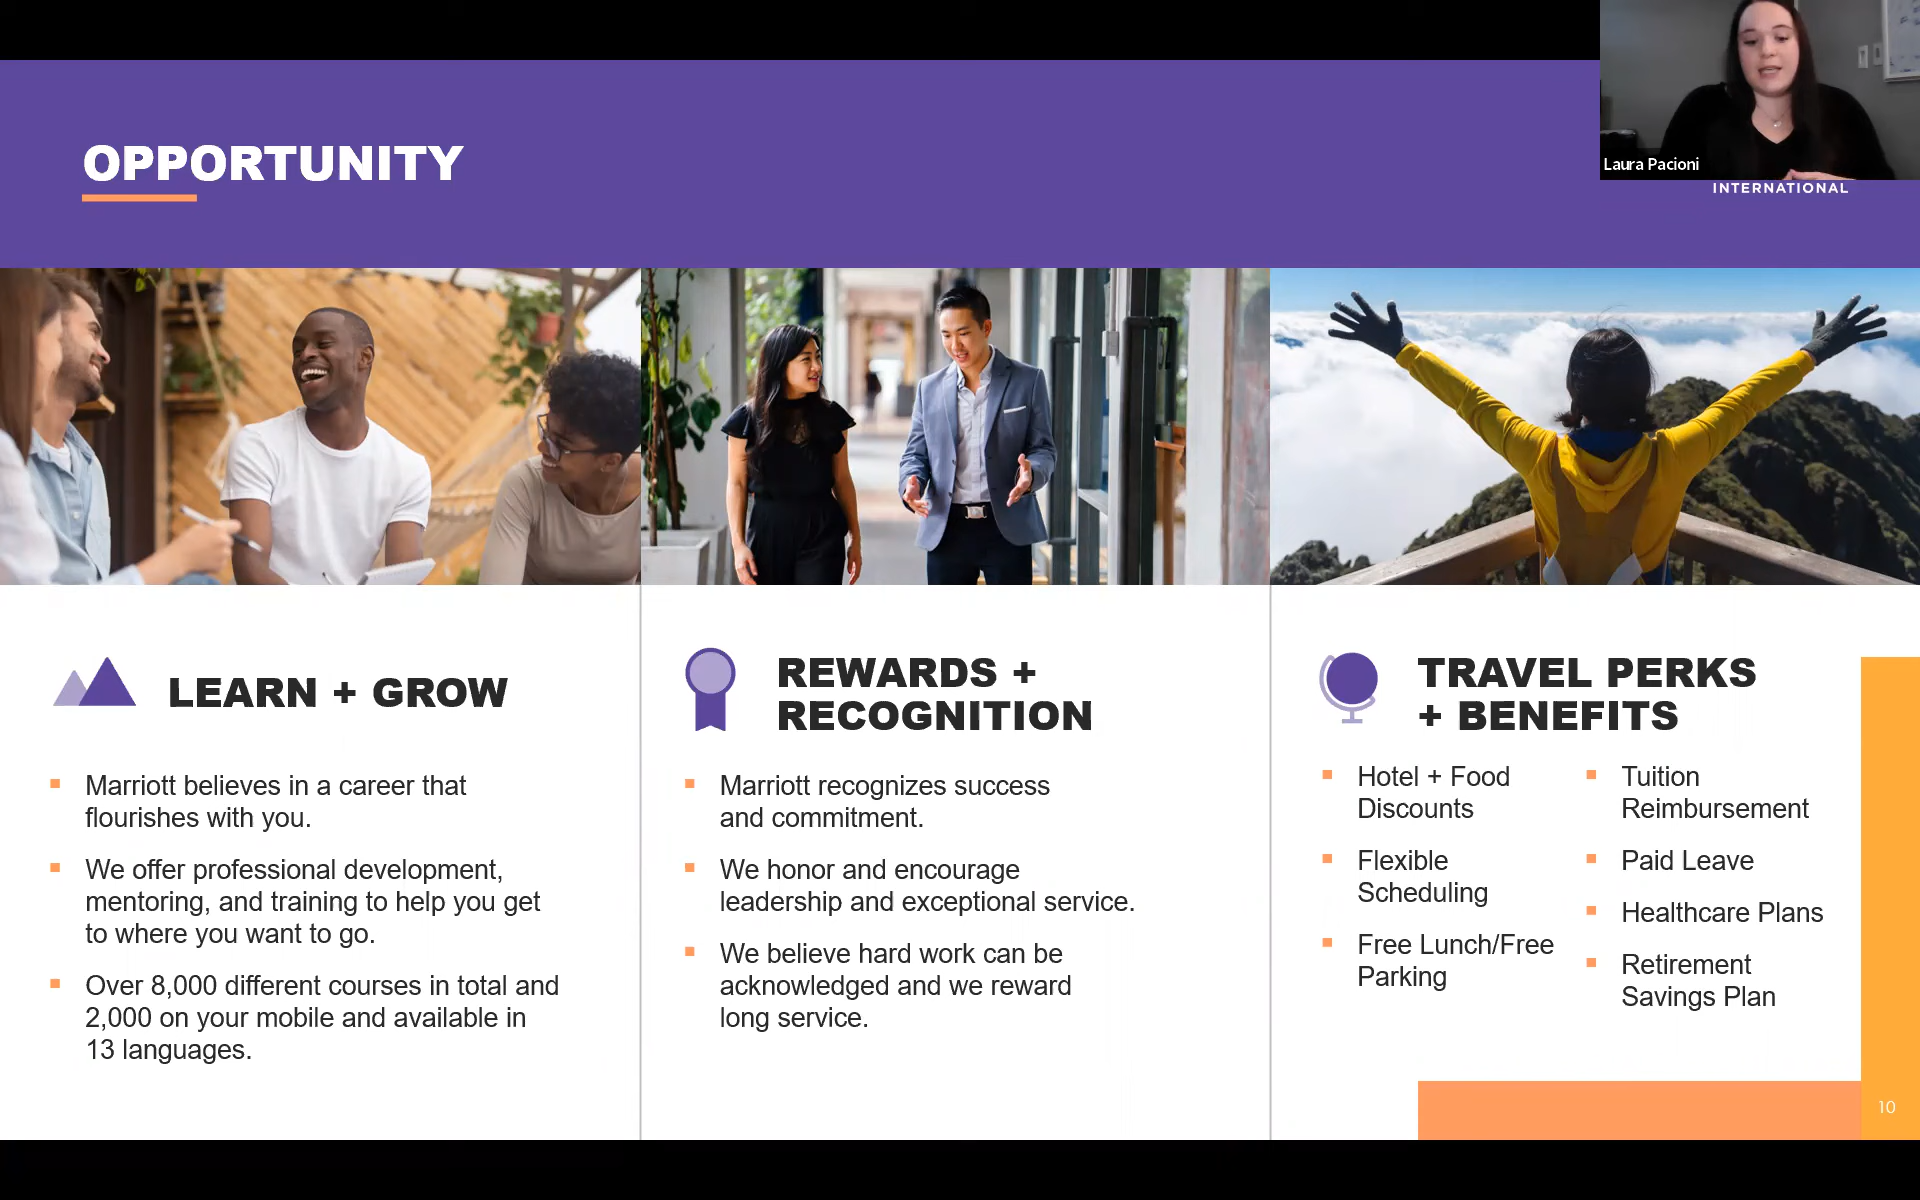 Laura Pacioni
INTERNATIONAL
OPPORTUNITY
LEARN + GROW
Marriott believes in a career that
flourishes with you.
We offer professional development,
mentoring, and training to help you get
to where you want to go.
Over 8,000 different courses in total and
2,000 on your mobile and available in
13 languages.
REWARDS +
RECOGNITION
Marriott recognizes success
and commitment.
We honor and encourage
leadership and exceptional service.
We believe hard work can be
acknowledged and we reward
long service.
TRAVEL PERKS
+ BENEFITS
Hotel + Food
Discounts
Flexible
Scheduling
Free Lunch/Free
Parking
Tuition
Reimbursement
Paid Leave
Healthcare Plans
Retirement
Savings Plan
10